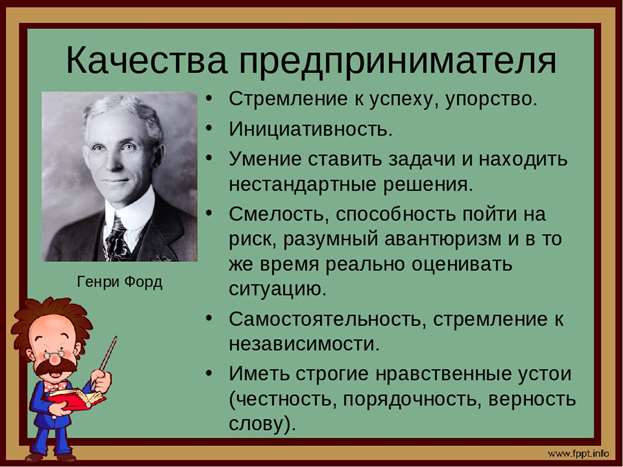 Качества предпринимателя
• Стремление к успеху, упорство.
• Инициативность.
• Умение ставить задачи и находить
нестандартные решения.
• Смелость, способность пойти на
риск, разумный авантюризм и в то
же время реально оценивать
ситуацию.
• Самостоятельность, стремление к
независимости.
• Иметь строгие нравственные устои
(честность, порядочность, верность
слову).
Генри Форд
www.fppt.info